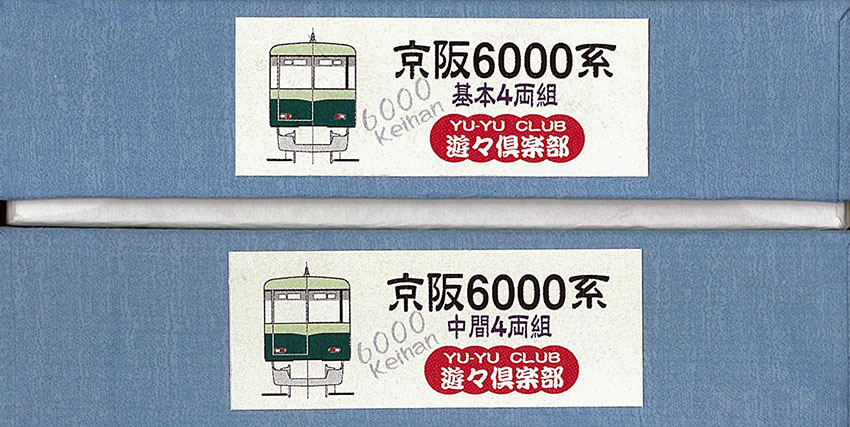 京阪6000系
基本4両組
6000
Keihan
YU-YU CLUB
遊々倶楽部
京阪6000系
中間4両組
6000
Keihan
YU-YU CLUB
遊々倶楽部